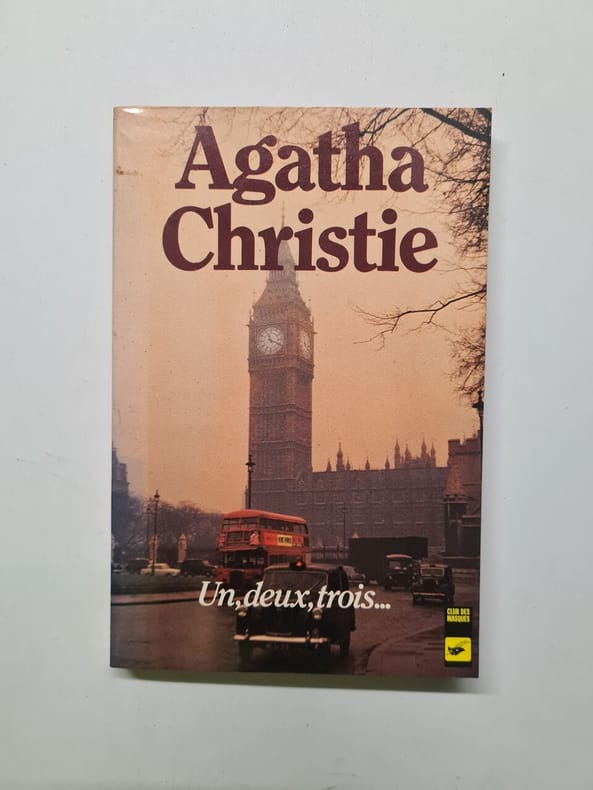 Agatha
Christie
Un,deux,trois...
CLUB DES
MASQUES